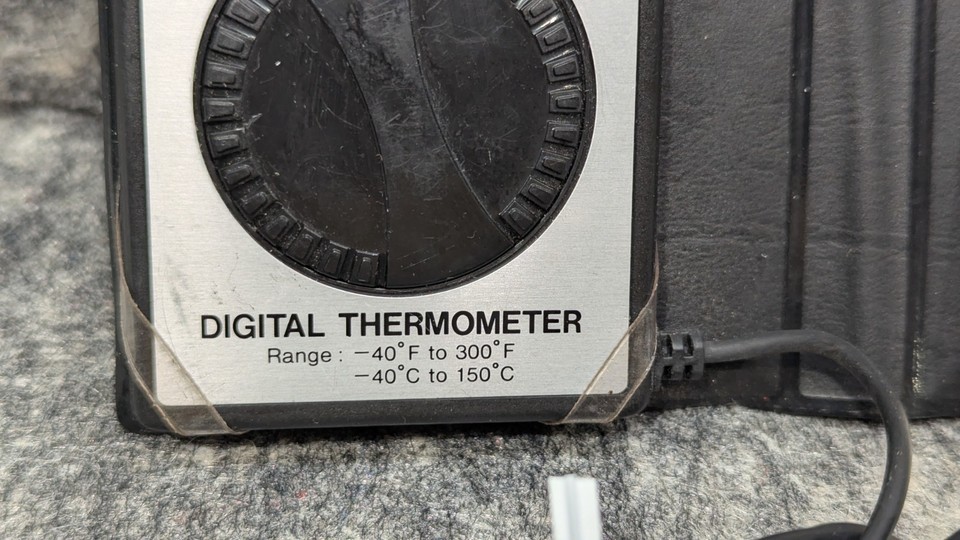 DIGITAL THERMOMETER
Range : −40°F to 300°F
−40°C to 150°C